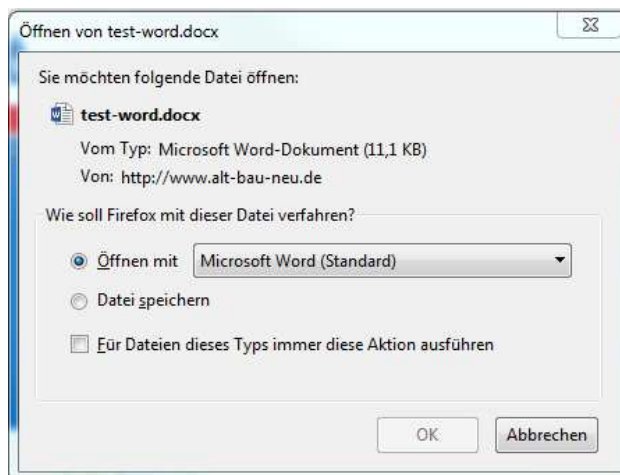 Öffnen von test-word.docx
Sie möchten folgende Datei öffnen:
test-word.docx
Vom Typ: Microsoft Word-Dokument (11,1 KB)
Von: http://www.alt-bau-neu.de
Wie soll Firefox mit dieser Datei verfahren?
Öffnen mit Microsoft Word (Standard)
Datei speichern
Für Dateien dieses Typs immer diese Aktion ausführen
OK Abbrechen